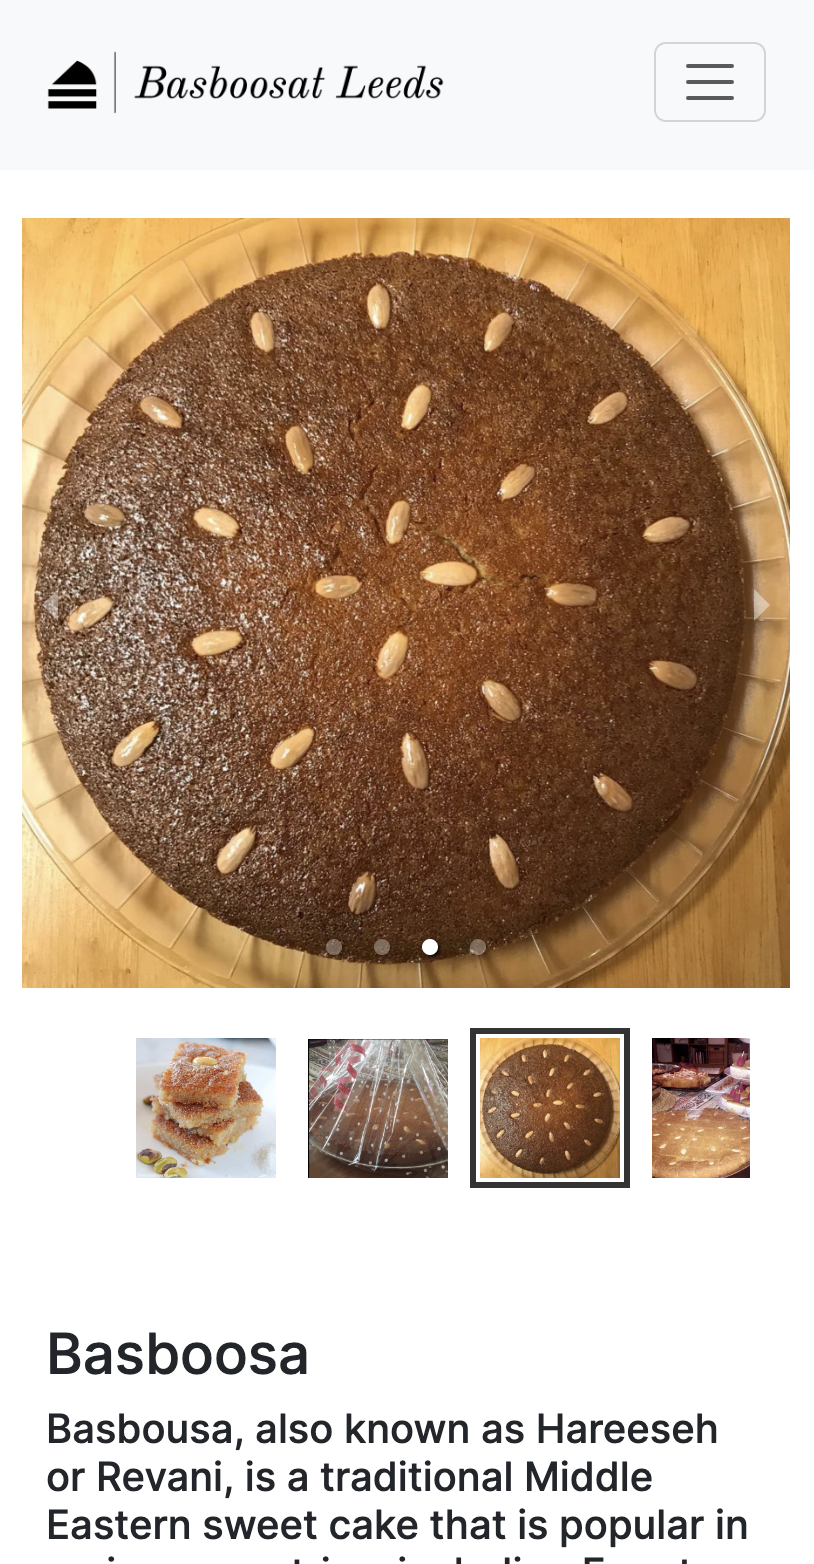 Basboosat Leeds
Basboosa
Basbousa, also known as Hareeseh
or Revani, is a traditional Middle
Eastern sweet cake that is popular in